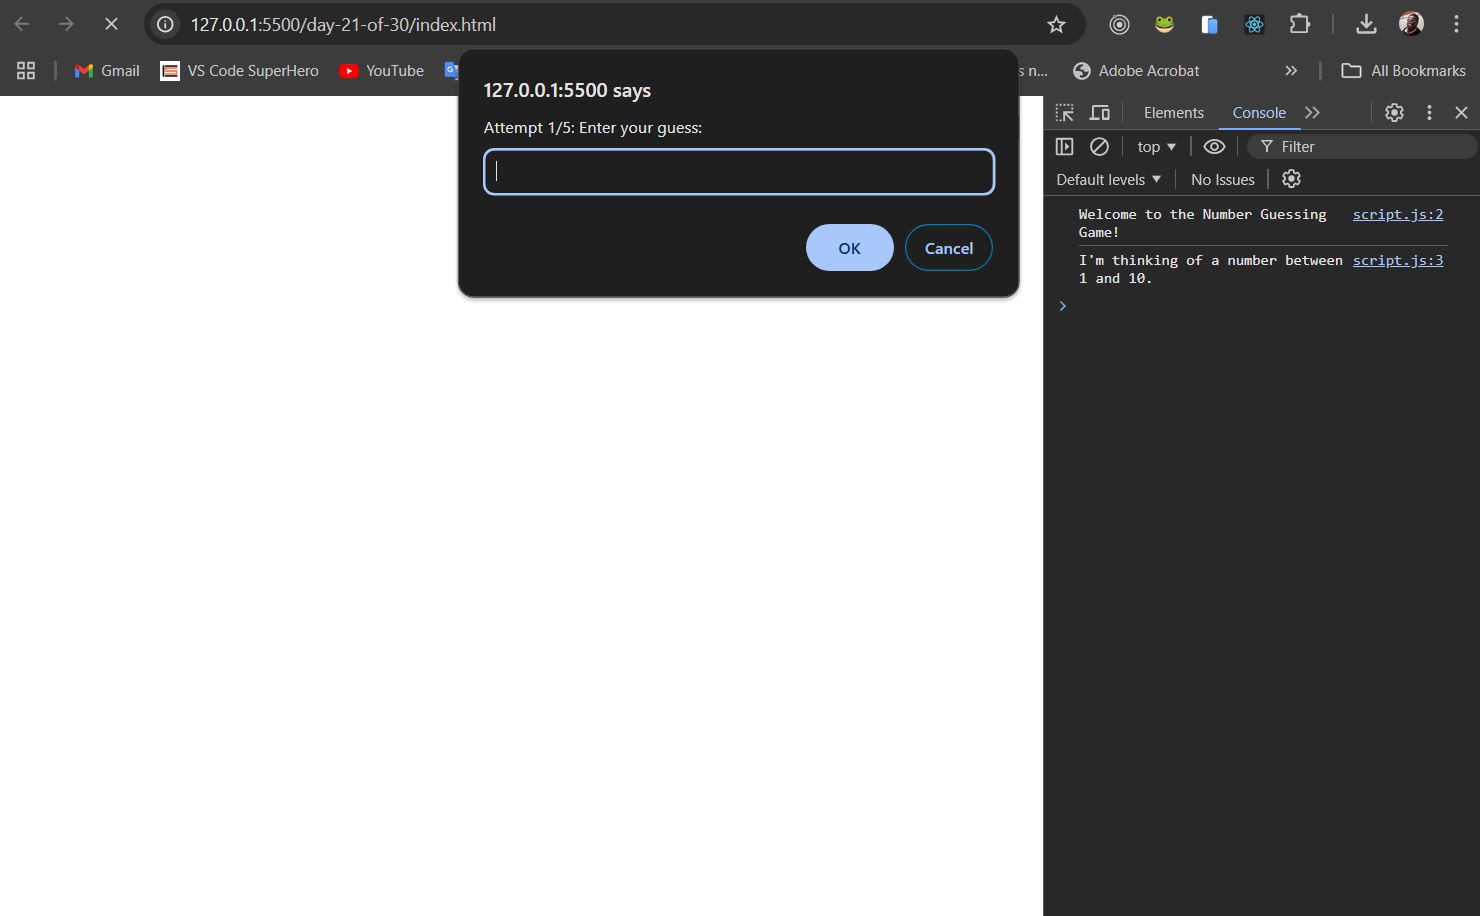 127.0.0.1:5500/day-21-of-30/index.html
Gmail
VS Code SuperHero
YouTube
s n...
Adobe Acrobat
All Bookmarks
127.0.0.1:5500 says
Attempt 1/5: Enter your guess:
OK
Cancel
Elements
Console
top
Filter
Default levels
No Issues
Welcome to the Number Guessing script.js:2
Game!
I'm thinking of a number between script.js:3
1 and 10.